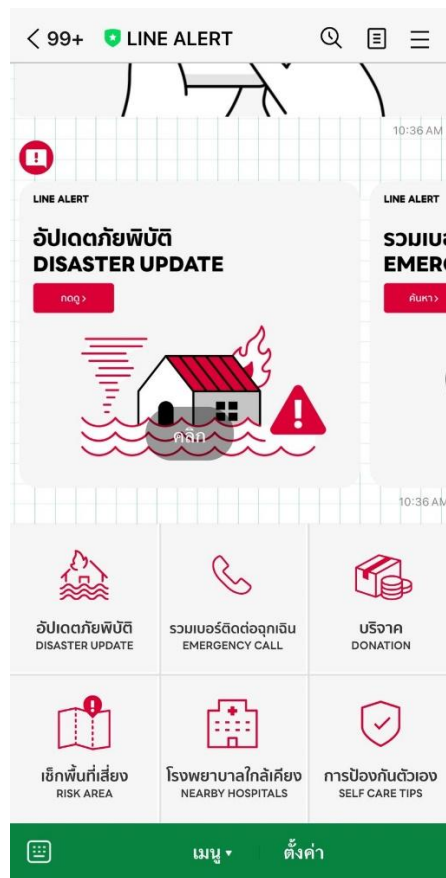 99+ LINE ALERT
10:36 AM
LINE ALERT
อัปเดตภัยพิบัติ
DISASTER UPDATE
กดดู >
คลิก
LINE ALERT
EMER
ค้นหา >
10:36 AM
อัปเดตภัยพิบัติ
DISASTER UPDATE
รวมเบอร์ติดต่อฉุกเฉิน
EMERGENCY CALL
บริจาค
DONATION
เช็กพื้นที่เสี่ยง
RISK AREA
โรงพยาบาลใกล้เคียง
NEARBY HOSPITALS
การป้องกันตัวเอง
SELF CARE TIPS
เมนู ▾
ตั้งค่า